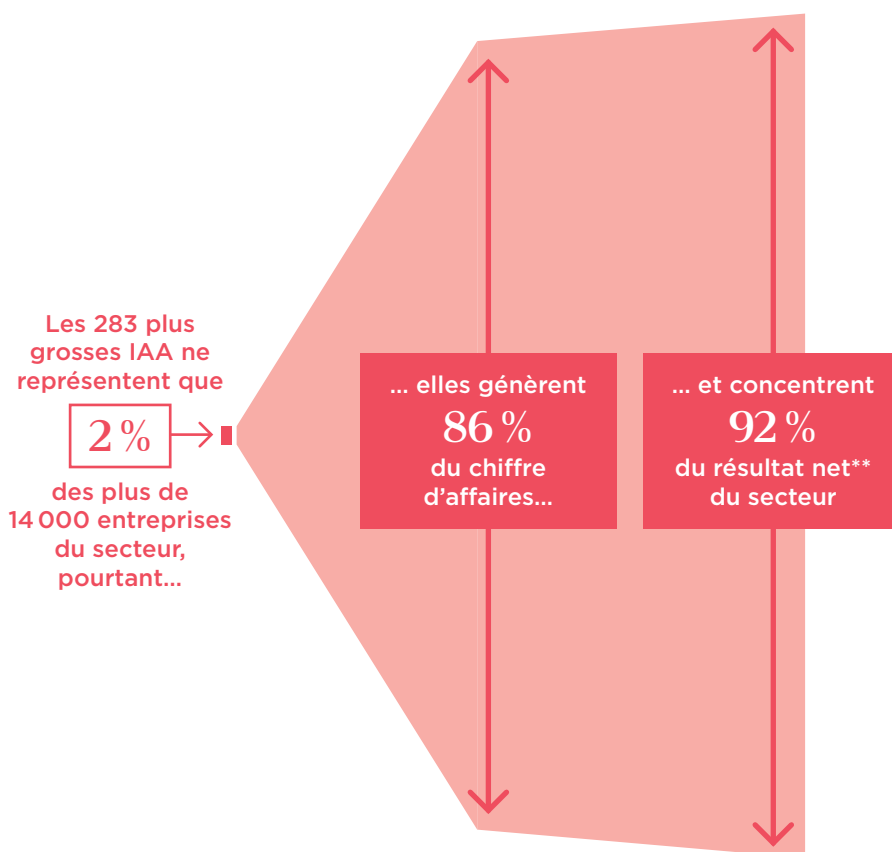 Les 283 plus
grosses IAA ne
représentent que
2 %
des plus de
14 000 entreprises
du secteur,
pourtant...
... elles génèrent
86 %
du chiffre
d'affaires...
... et concentrent
92 %
du résultat net**
du secteur